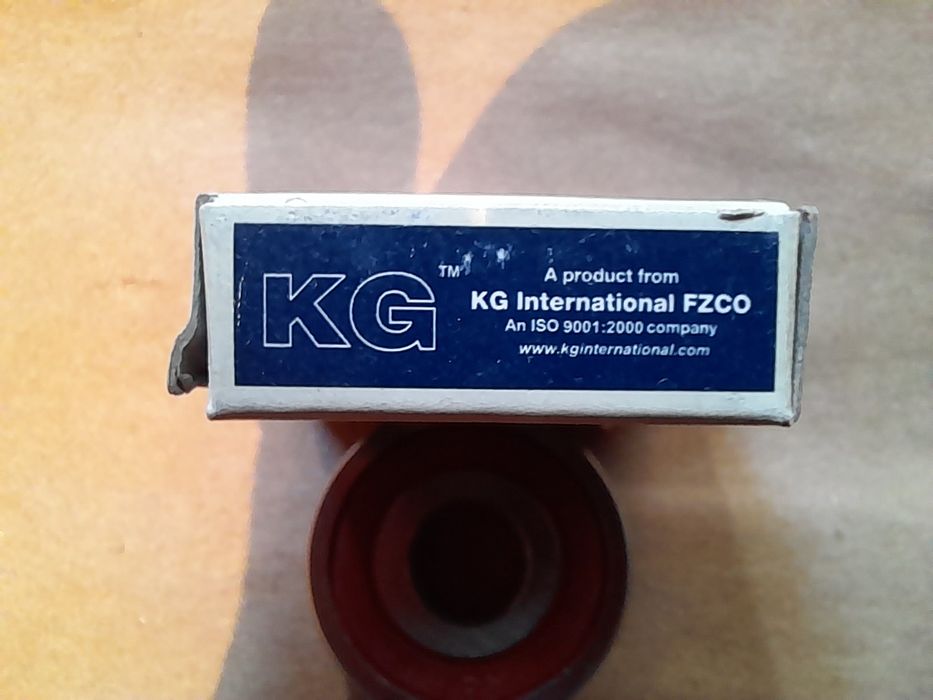 KG™
A product from
KG International FZCO
An ISO 9001:2000 company
www.kginternational.com